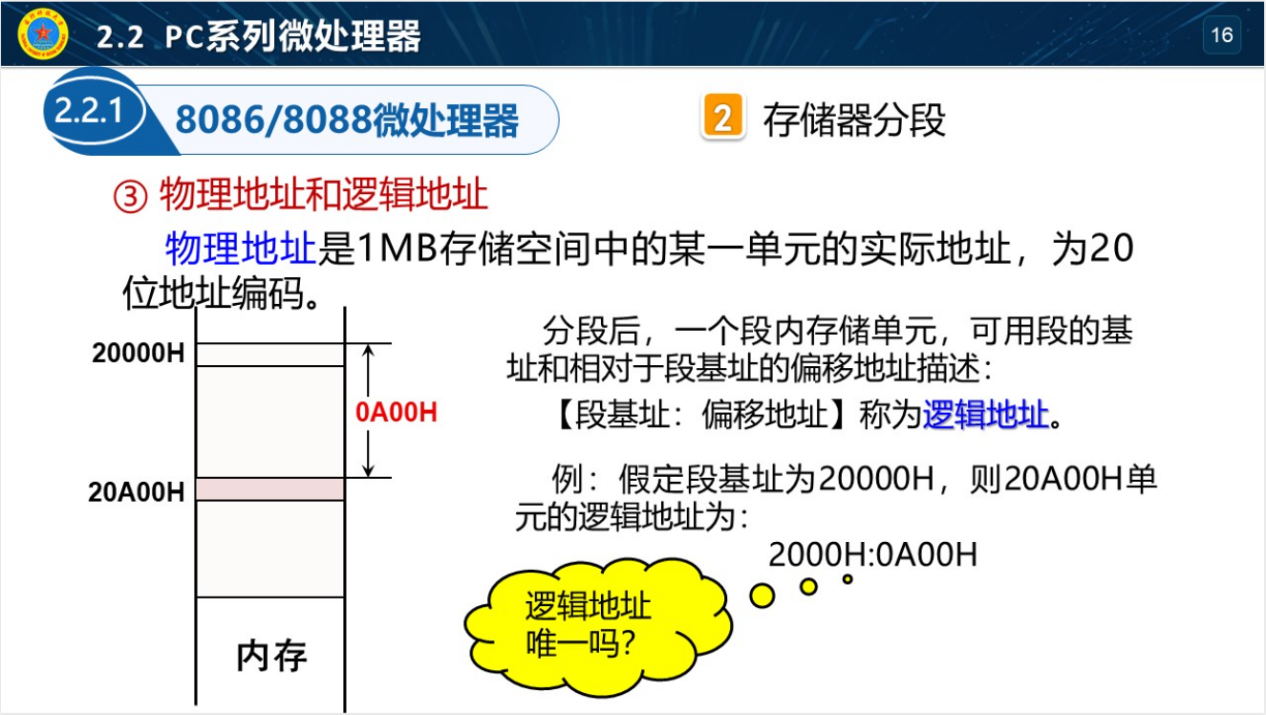 2.2 PC系列微处理器
16
2.2.1
8086/8088微处理器
2
存储器分段
③ 物理地址和逻辑地址
物理地址是1MB存储空间中的某一单元的实际地址，为20
位地址编码。
20000H
0A00H
20A00H
内存
分段后，一个段内存储单元，可用段的基
址和相对于段基址的偏移地址描述：
【段基址：偏移地址】称为逻辑地址。
例：假定段基址为20000H，则20A00H单
元的逻辑地址为：
2000H:0A00H
逻辑地址
唯一吗？